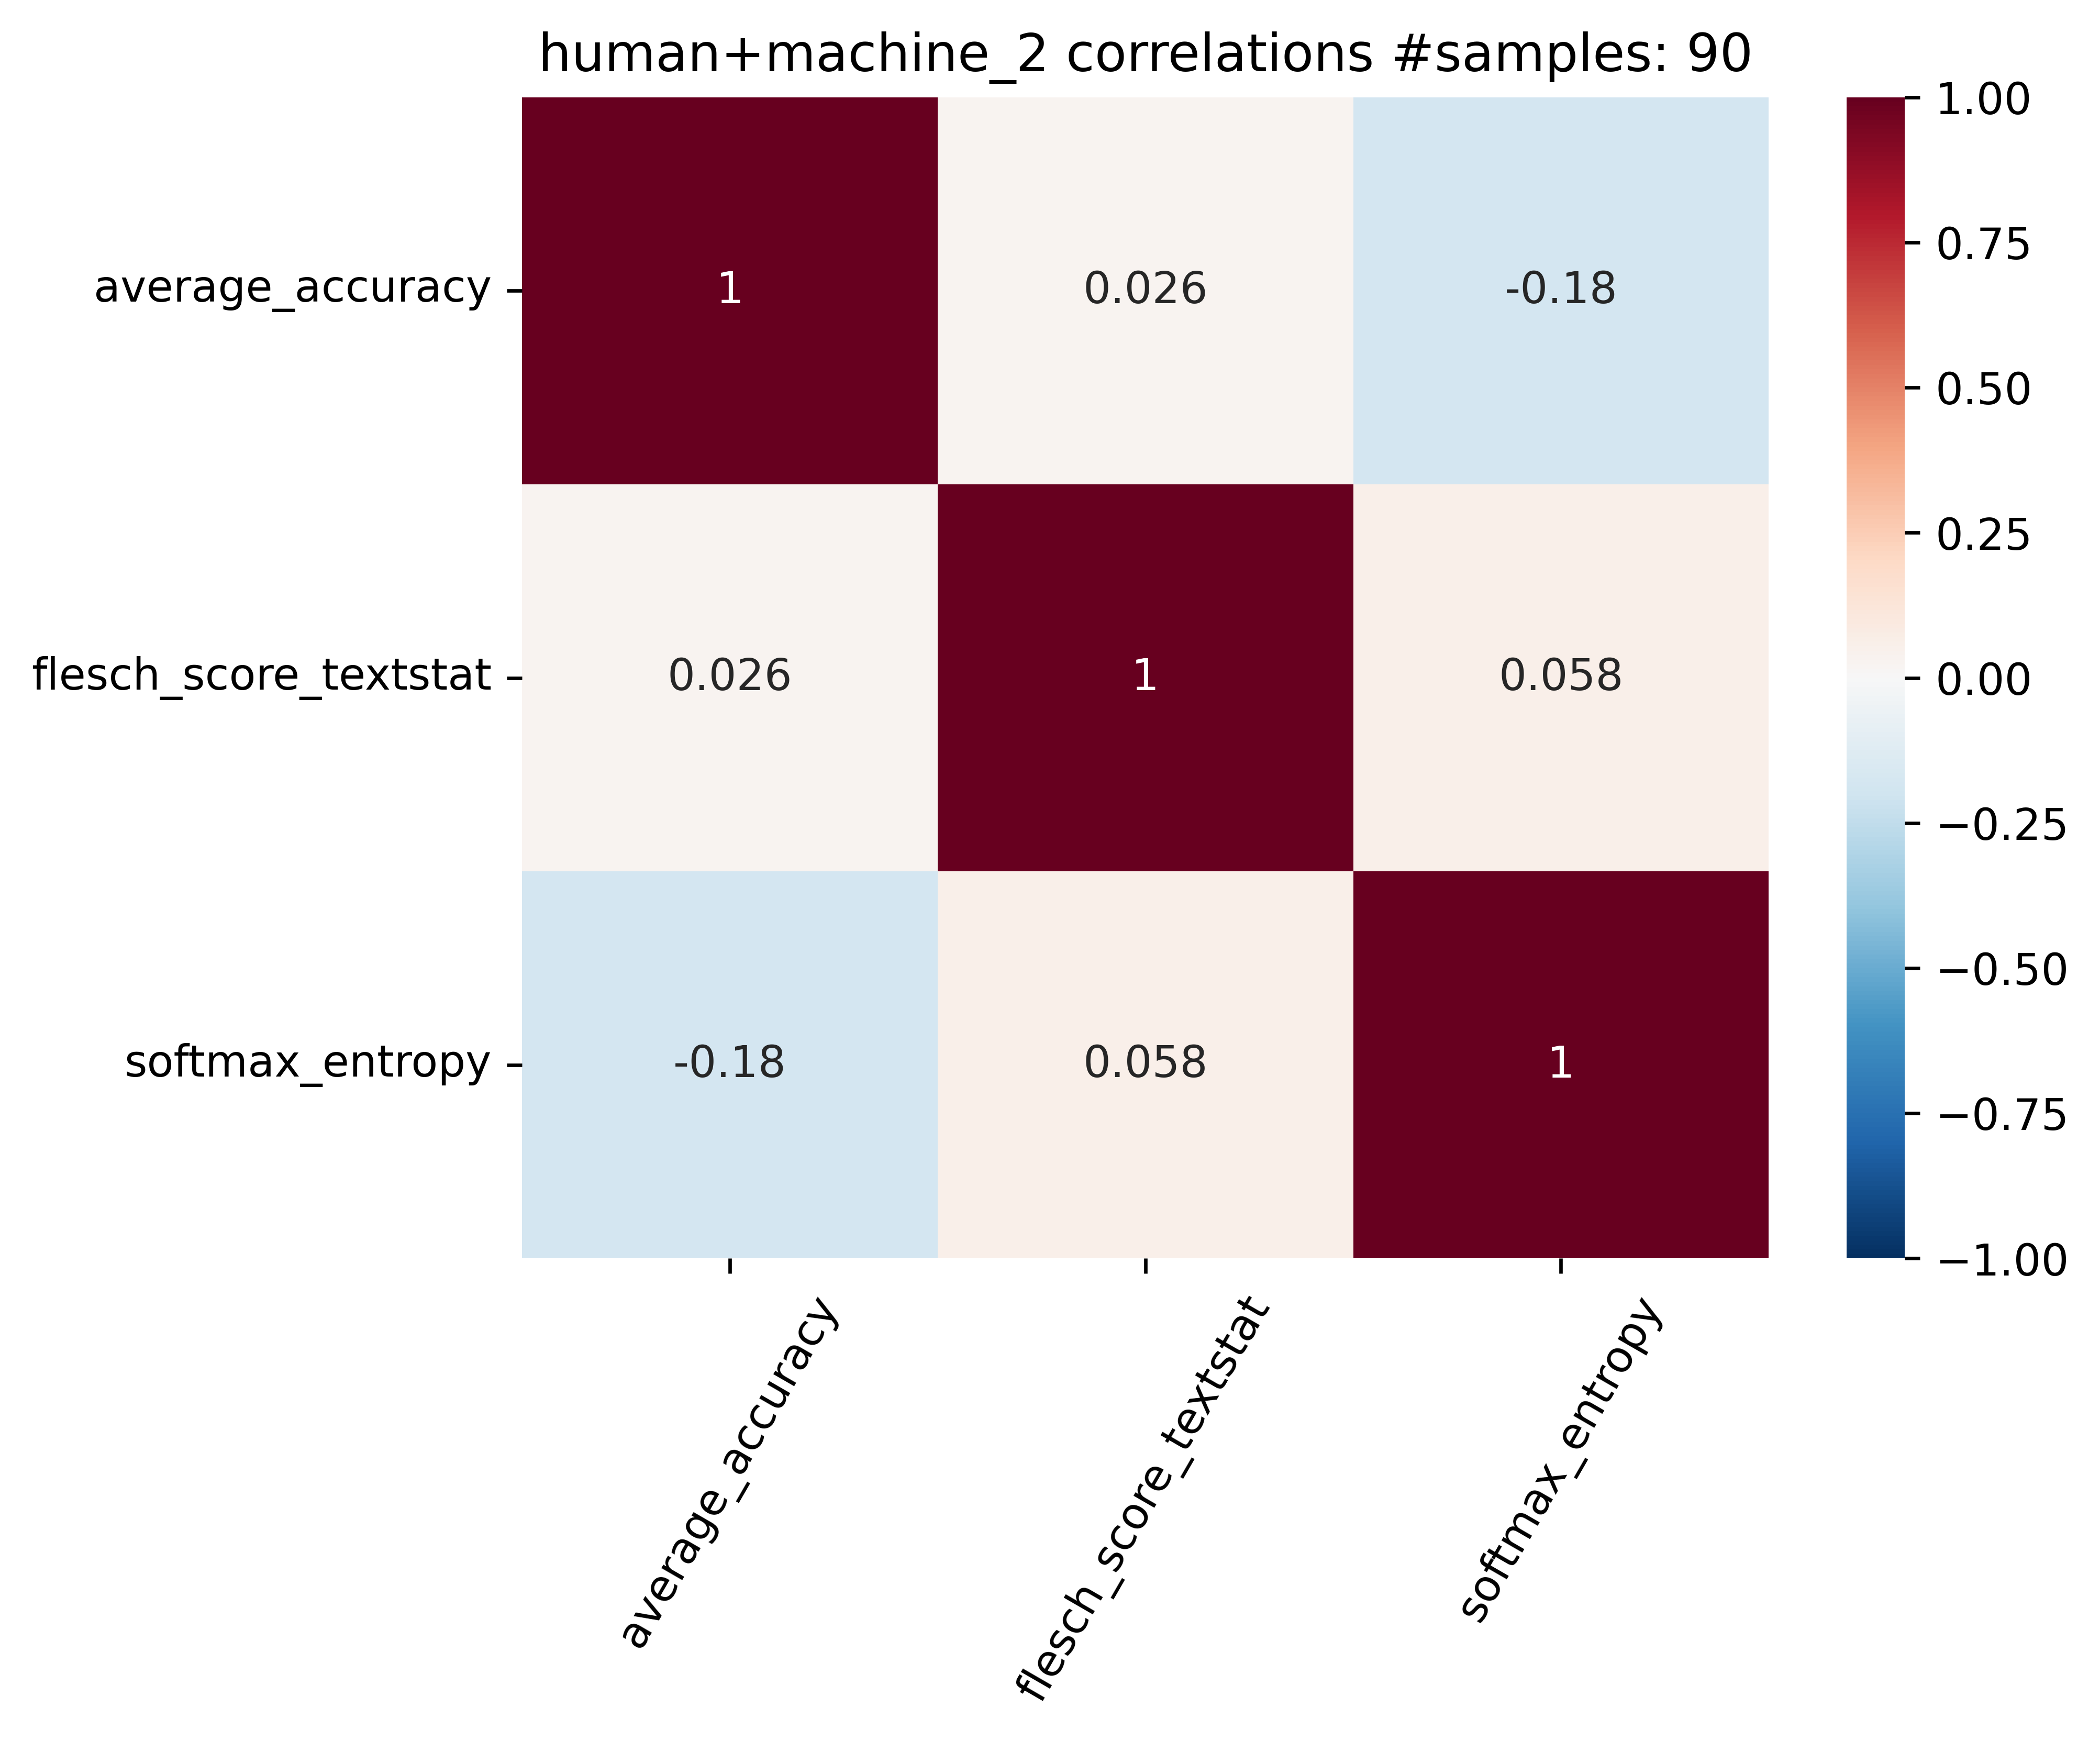 human+machine_2 correlations #samples: 90
average_accuracy
1
0.026
-0.18
flesch_score_textstat
0.026
1
0.058
softmax_entropy
-0.18
0.058
1
average_accuracy
flesch_score_textstat
softmax_entropy
1.00
0.75
0.50
0.25
0.00
−0.25
−0.50
−0.75
−1.00